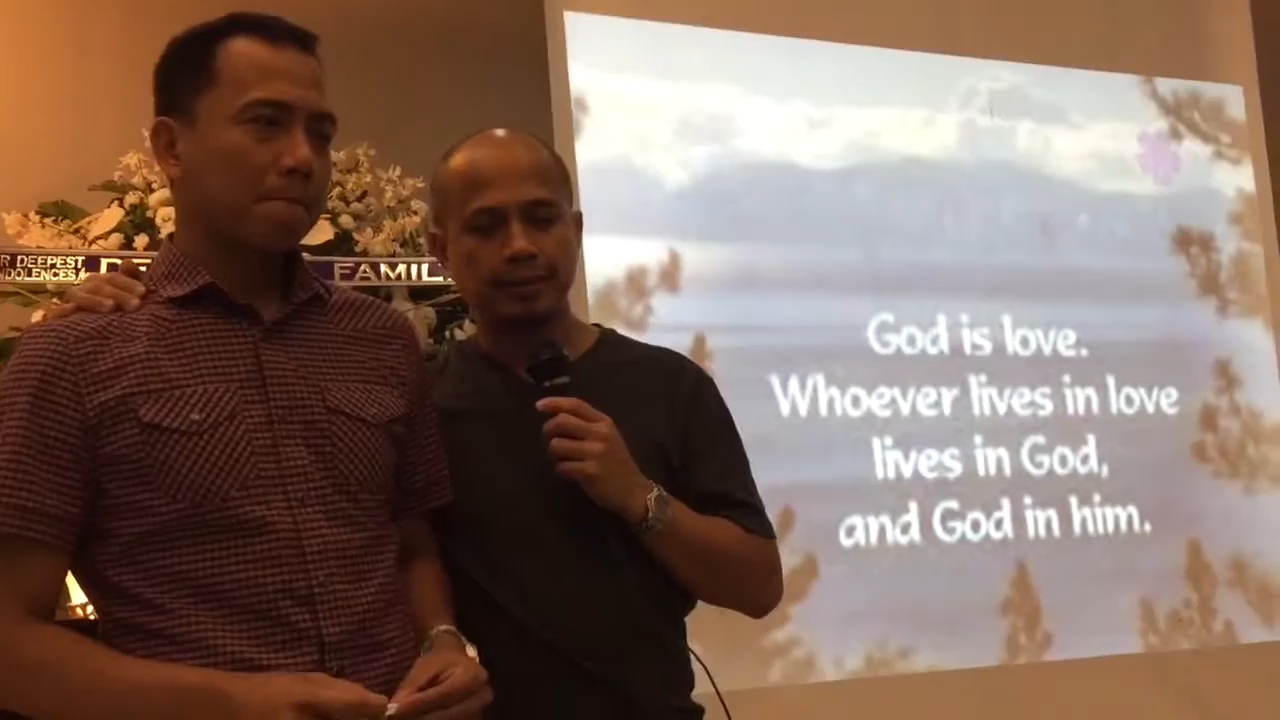 R DEEPEST
NDOLENCES
FAMIL
God is love.
Whoever lives in love
lives in God,
and God in him.